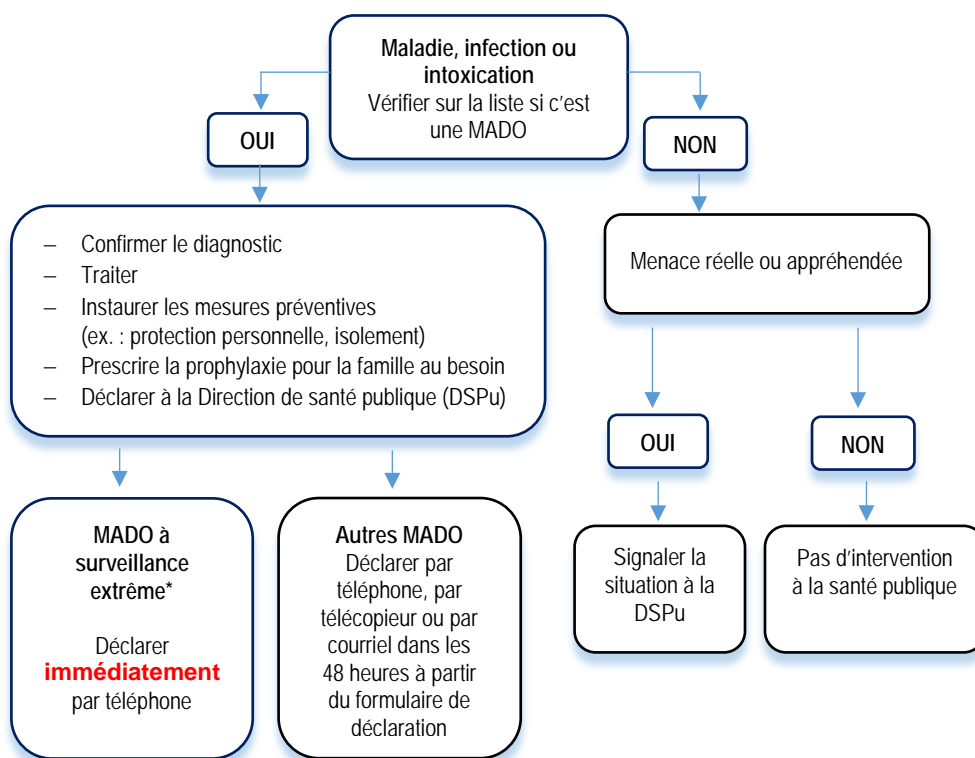 Maladie, infection ou
intoxication
Vérifier sur la liste si c'est
une MADO
OUI
NON
– Confirmer le diagnostic
– Traiter
– Instaurer les mesures préventives
(ex. : protection personnelle, isolement)
– Prescrire la prophylaxie pour la famille au besoin
– Déclarer à la Direction de santé publique (DSPu)
Menace réelle ou appréhendée
OUI
NON
MADO à
surveillance
extrême*
Déclarer
immédiatement
par téléphone
Autres MADO
Déclarer par
téléphone, par
télécopieur ou par
courriel dans les
48 heures à partir
du formulaire de
déclaration
Signaler la
situation à la
DSPu
Pas d'intervention
à la santé publique